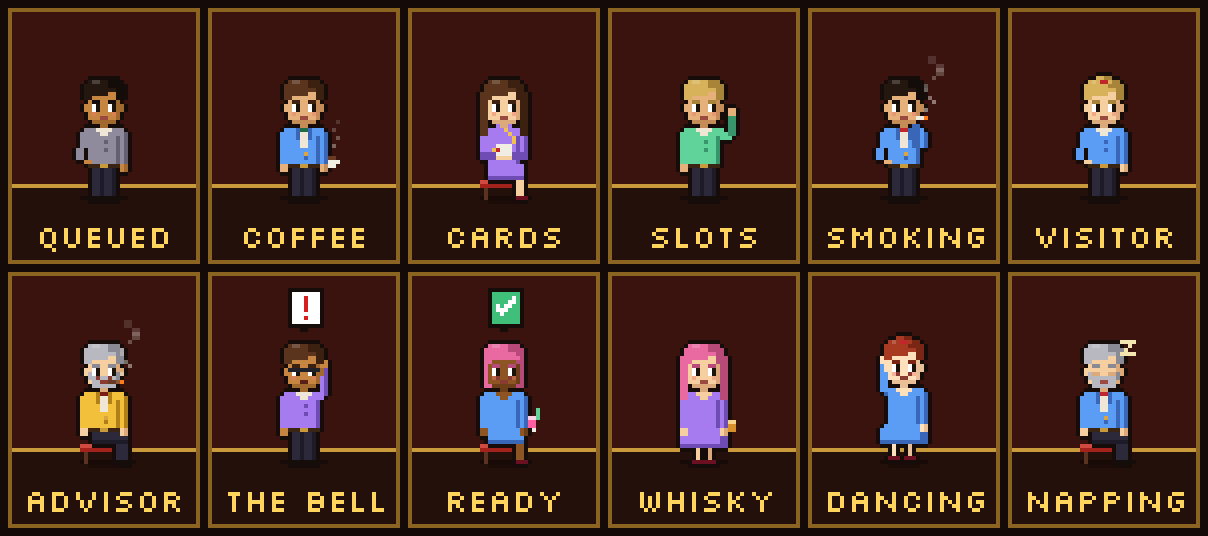 QUEUED
COFFEE
CARDS
SLOTS
SMOKING
VISITOR
!
Z
ADVISOR
THE BELL
READY
WHISKY
DANCING
NAPPING